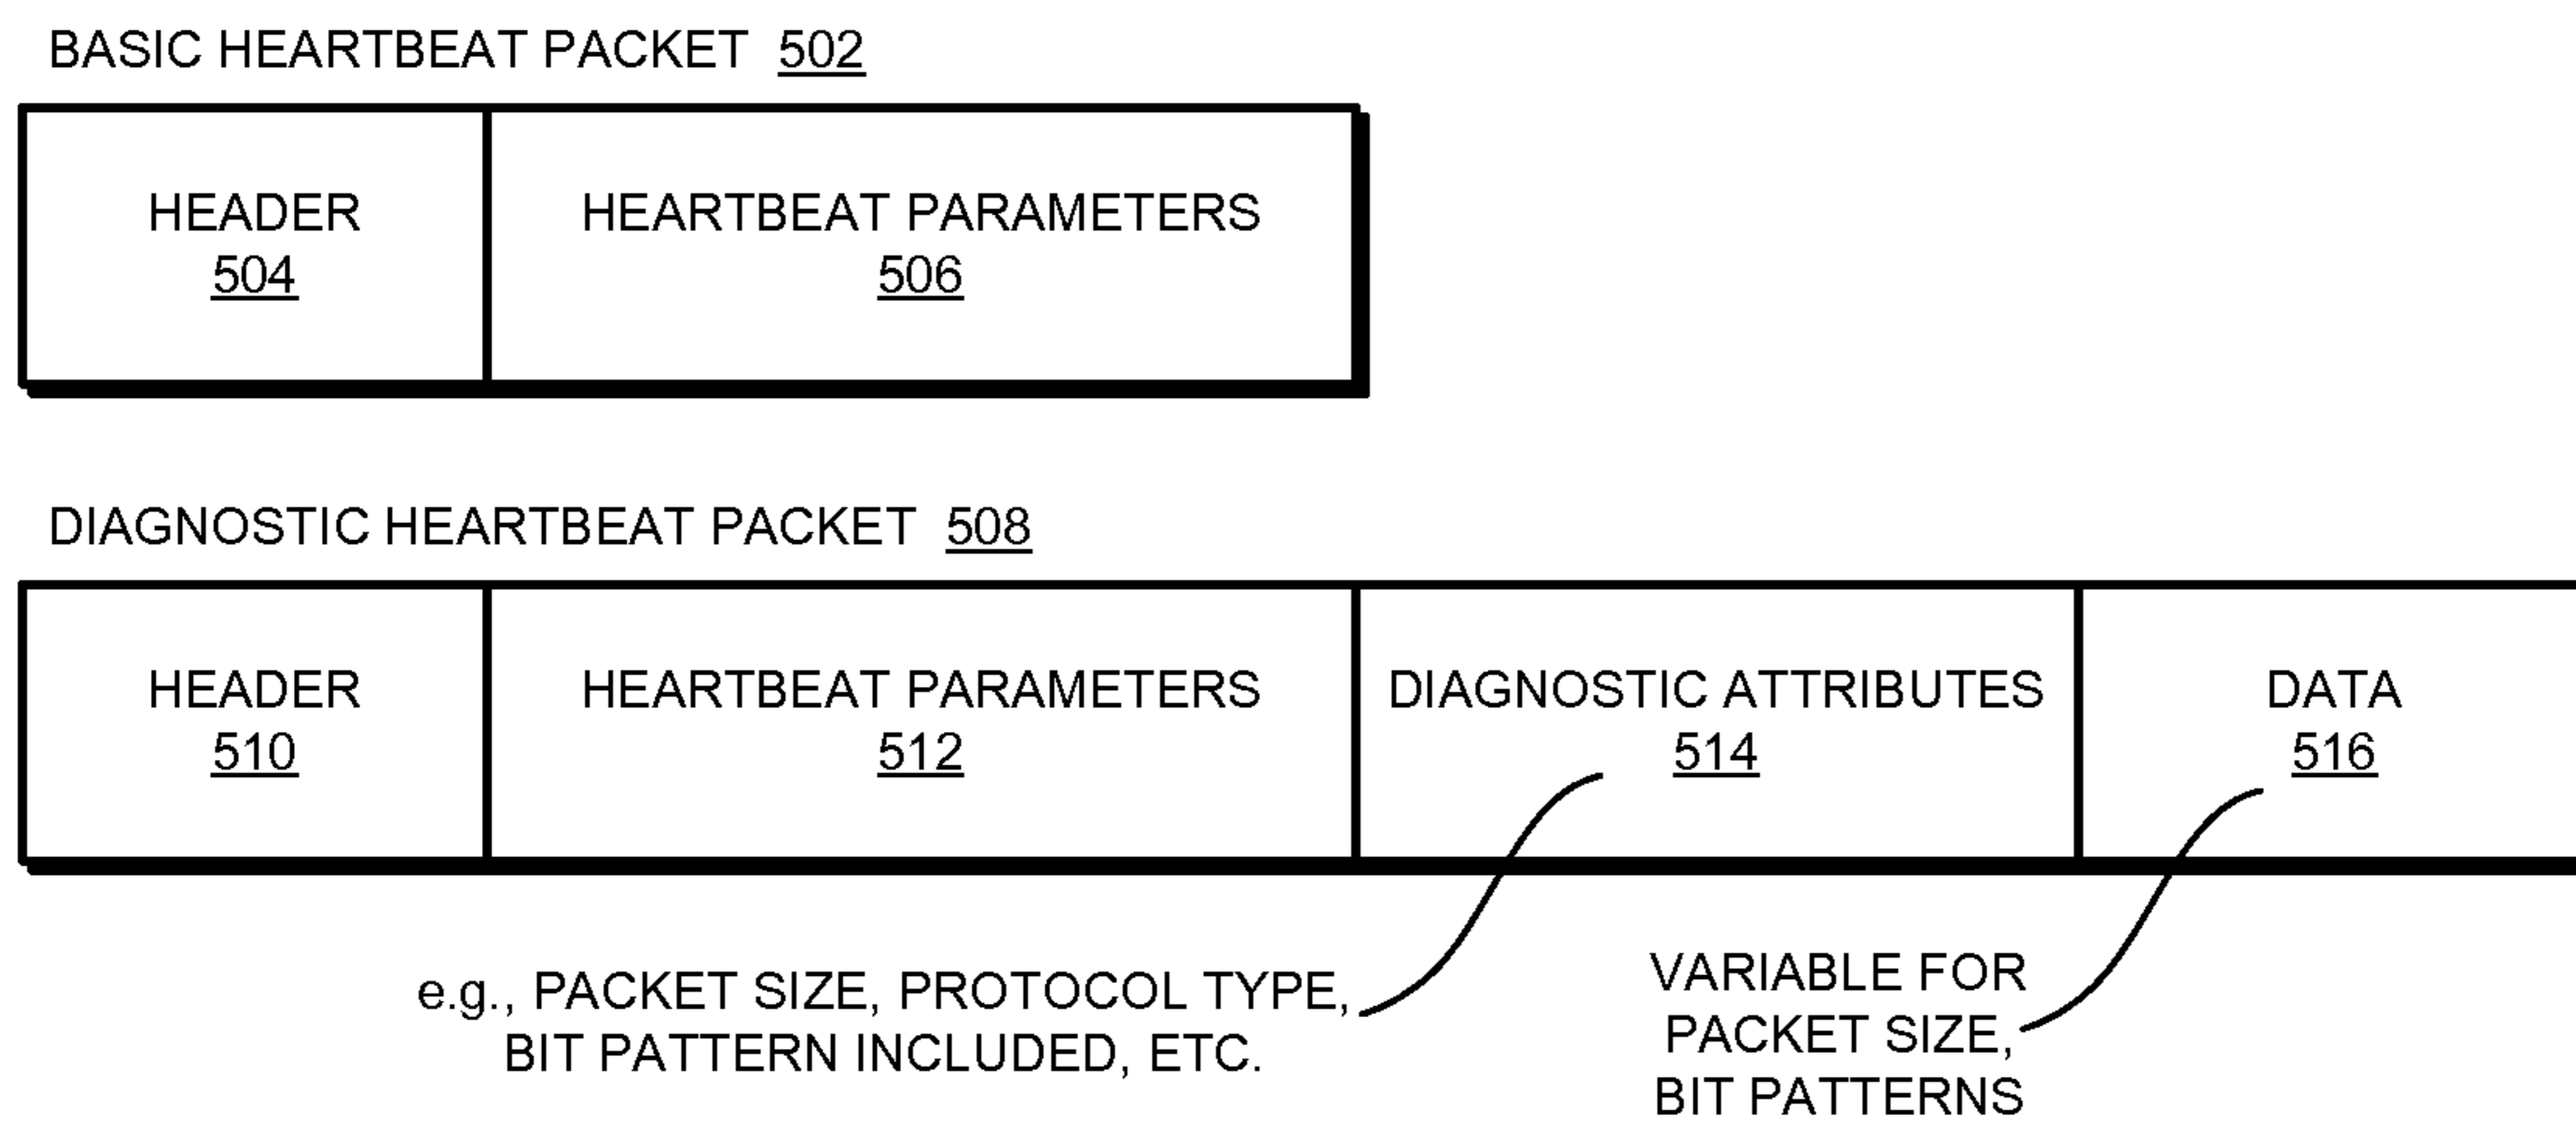 BASIC HEARTBEAT PACKET 502
HEADER
504
HEARTBEAT PARAMETERS
506
DIAGNOSTIC HEARTBEAT PACKET 508
HEADER
510
HEARTBEAT PARAMETERS
512
DIAGNOSTIC ATTRIBUTES
514
DATA
516
e.g., PACKET SIZE, PROTOCOL TYPE,
BIT PATTERN INCLUDED, ETC.
VARIABLE FOR
PACKET SIZE,
BIT PATTERNS